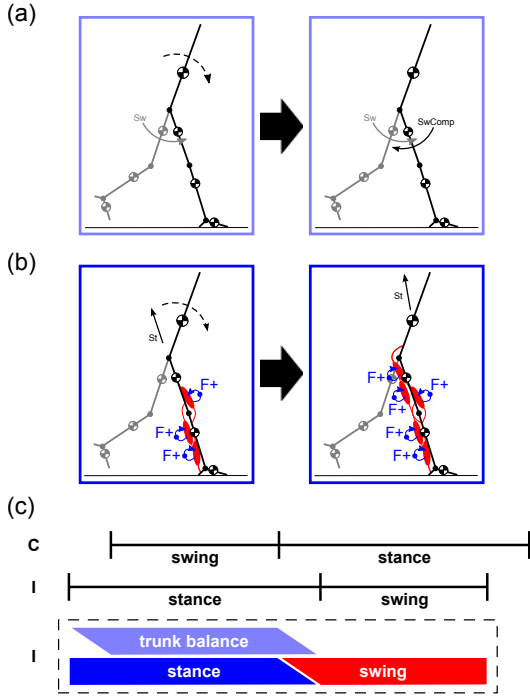 (a)
Sw
Sw
SwComp
(b)
St
F+
F+
F+
St
F+
F+
F+
F+
F+
(c)
C
swing
stance
I
stance
swing
trunk balance
I
stance
swing